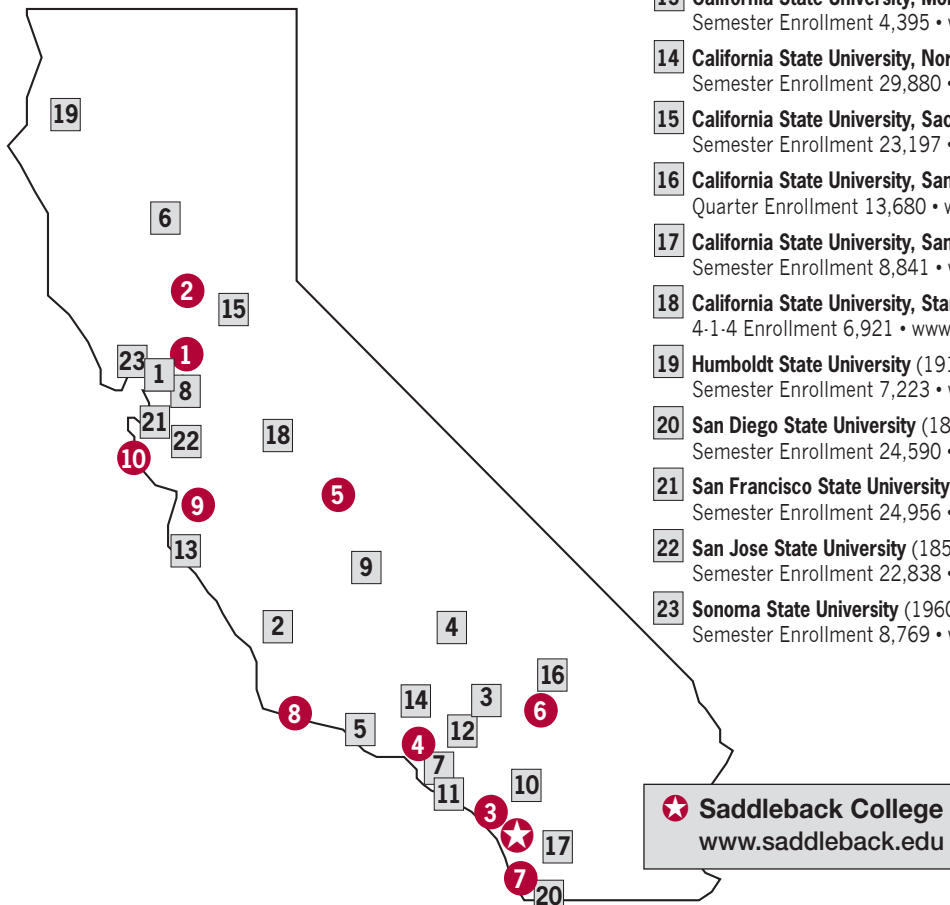 13 California State University,
Semester Enrollment 4,395 •
14 California State University,
Semester Enrollment 29,880 •
15 California State University,
Semester Enrollment 23,197 •
16 California State University, San
Quarter Enrollment 13,680 •
17 California State University, San
Semester Enrollment 8,841 •
18 California State University,
4-1-4 Enrollment 6,921 • www
19 Humboldt State University
Semester Enrollment 7,223 •
20 San Diego State University
Semester Enrollment 24,590 •
21 San Francisco State University
Semester Enrollment 24,956 •
22 San Jose State University
Semester Enrollment 22,838 •
23 Sonoma State University (1960
Semester Enrollment 8,769 •
19
6
2
15
23
1
1
8
21
22
18
10
5
9
13
9
2
4
16
14
3
6
8
5
12
4
7
11
10
3
17
7
20
Saddleback College
www.saddleback.edu